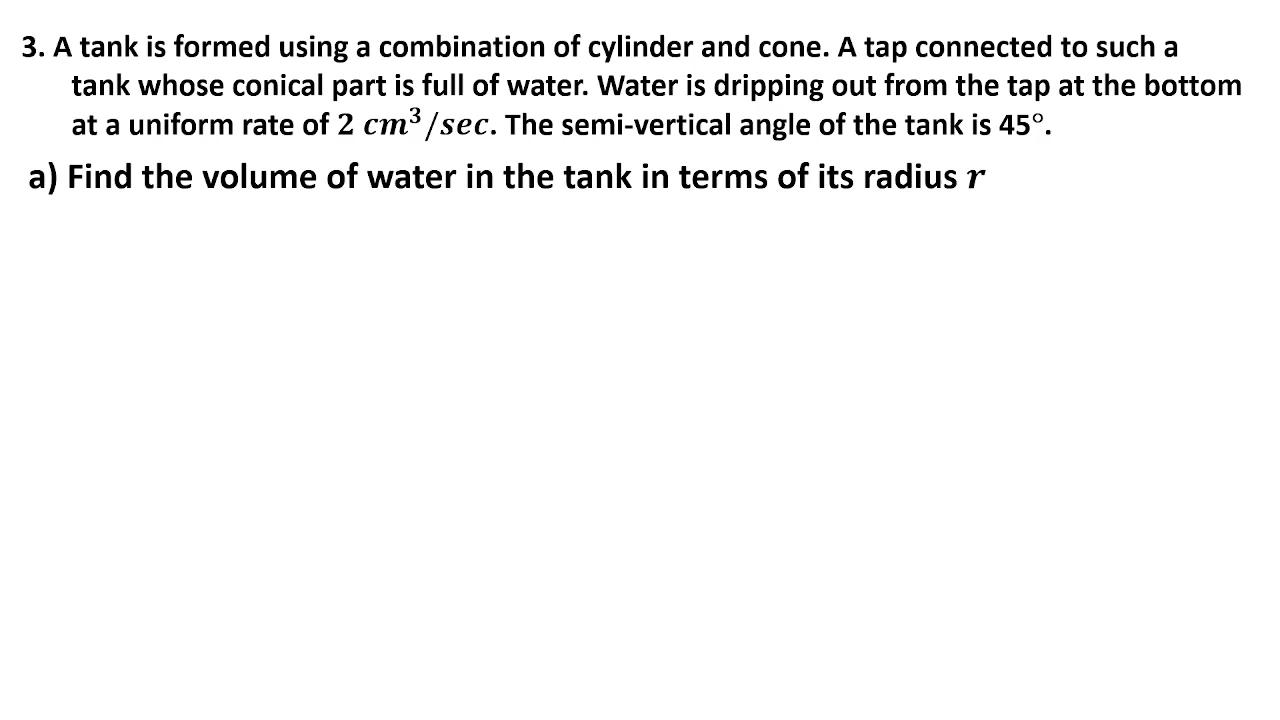 3. A tank is formed using a combination of cylinder and cone. A tap connected to such a
tank whose conical part is full of water. Water is dripping out from the tap at the bottom
at a uniform rate of 2 cm³/sec. The semi-vertical angle of the tank is 45°.
a) Find the volume of water in the tank in terms of its radius r